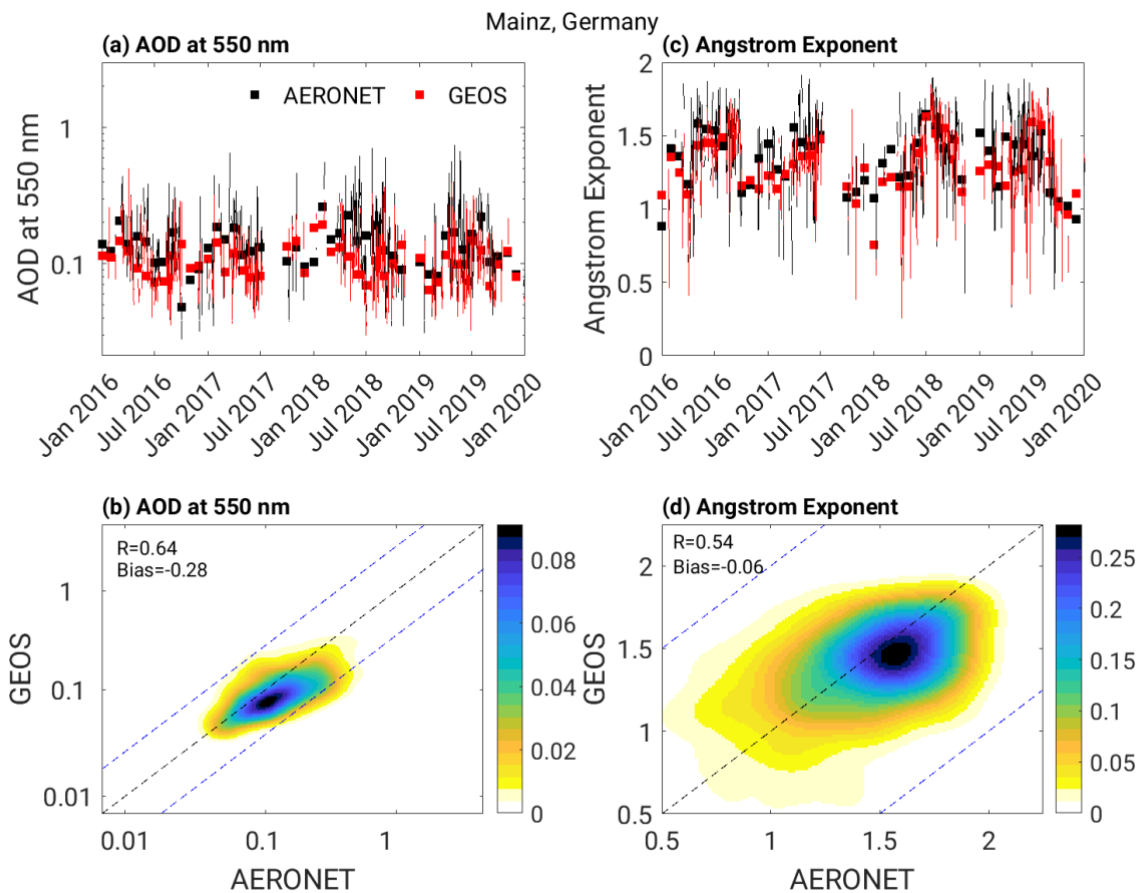 Mainz, Germany
(a) AOD at 550 nm
AERONET GEOS
AOD at 550 nm
1
0.1
Jan 2016
Jul 2016
Jan 2017
Jul 2017
Jan 2018
Jul 2018
Jan 2019
Jul 2019
Jan 2020
(c) Angstrom Exponent
Angstrom Exponent
2
1.5
1
0.5
0
Jan 2016
Jul 2016
Jan 2017
Jul 2017
Jan 2018
Jul 2018
Jan 2019
Jul 2019
Jan 2020
(b) AOD at 550 nm
R=0.64
Bias=-0.28
GEOS
1
0.1
0.01
0.01 0.1 1
AERONET
0.08
0.06
0.04
0.02
0
(d) Angstrom Exponent
R=0.54
Bias=-0.06
GEOS
2
1.5
1
0.5
0.5 1 1.5 2
AERONET
0.25
0.2
0.15
0.1
0.05
0